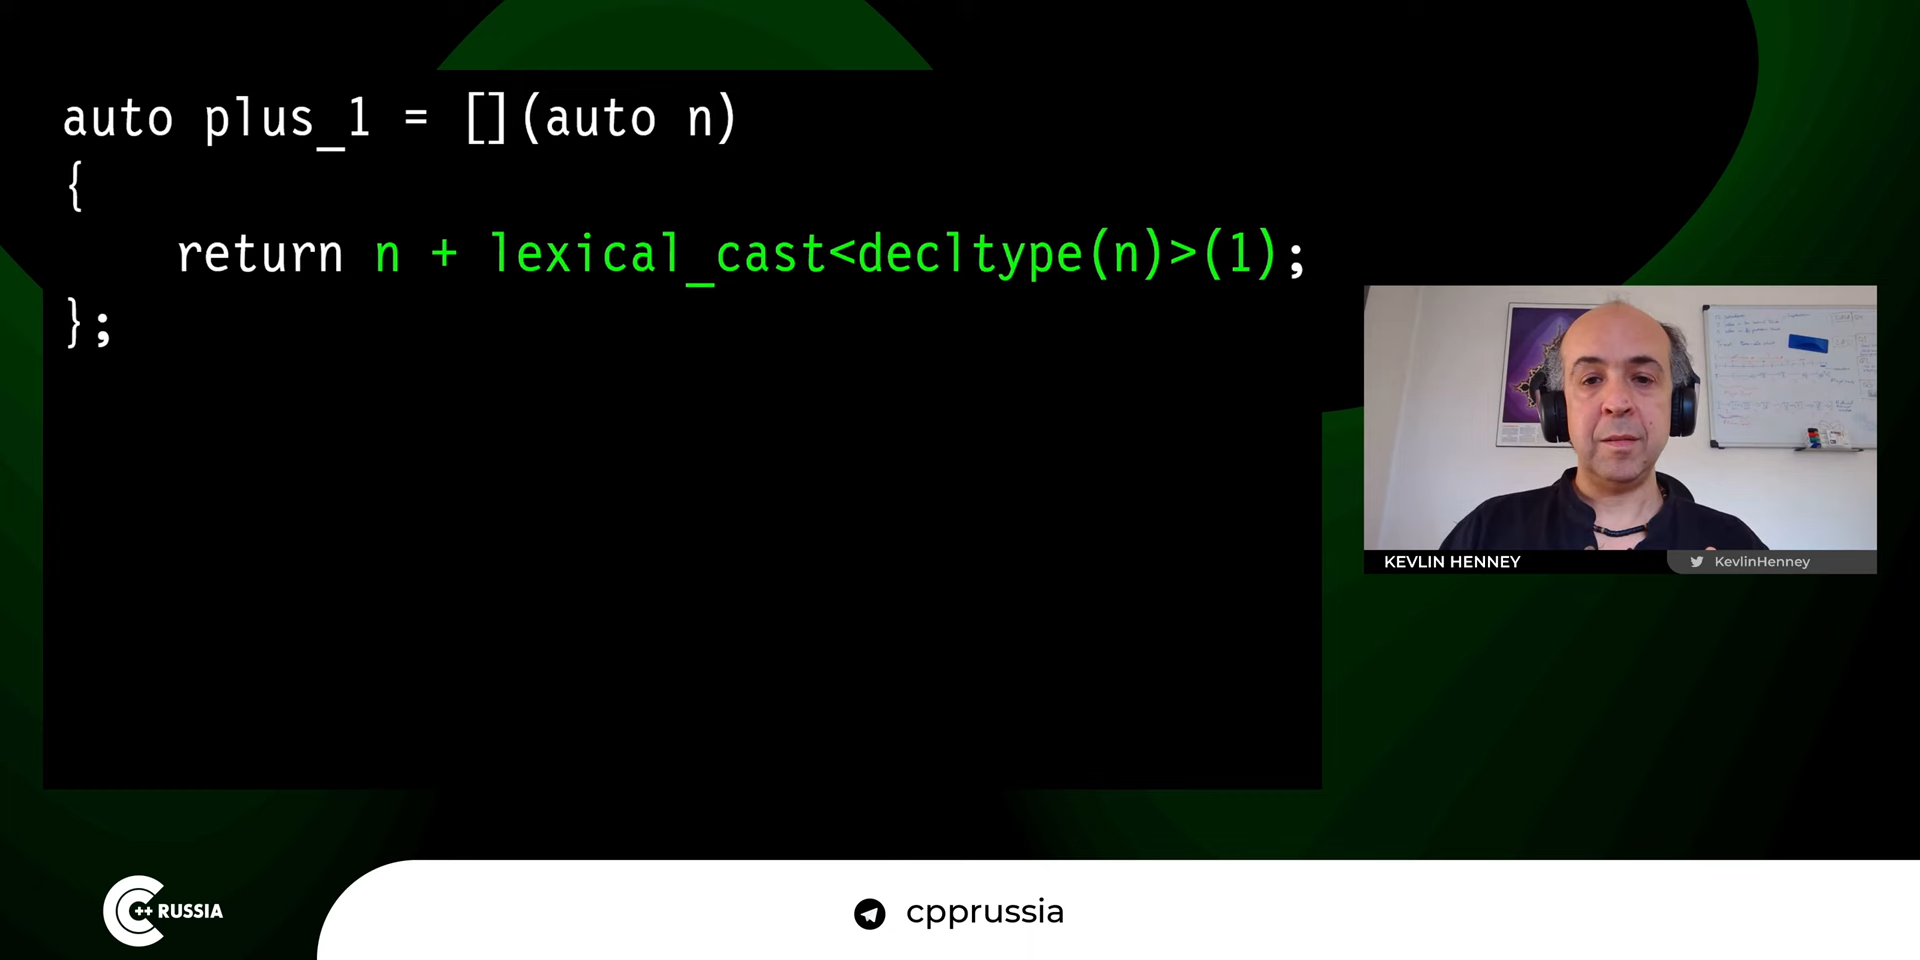 auto plus_1 = [](auto n)
{
    return n + lexical_cast<decltype(n)>(1);
};
KEVLIN HENNEY
KevlinHenney
C++ RUSSIA
cpprussia